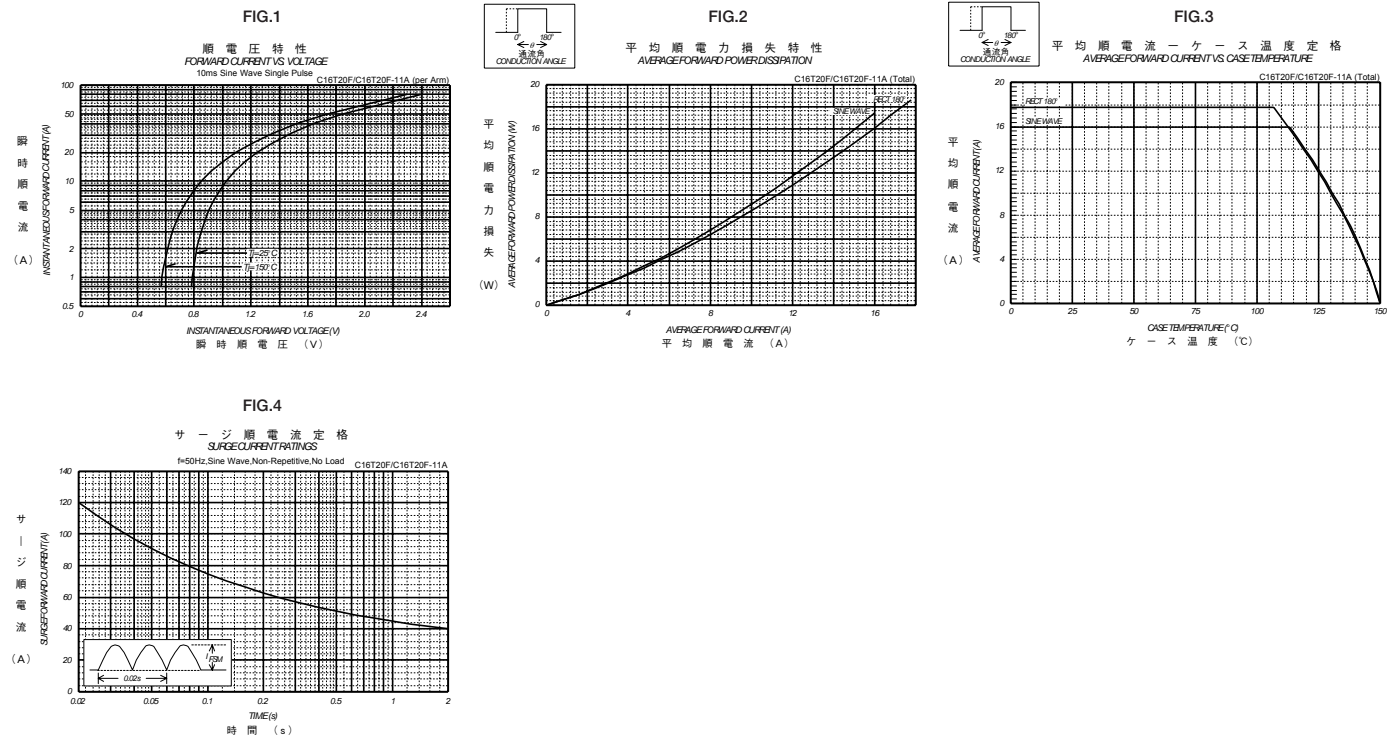 FIG.1
順電圧特性
FORWARD CURRENT VS. VOLTAGE
10ms Sine Wave Single Pulse
C16T20F/C16T20F-11A (per Arm)
瞬時順電流
(A)
INSTANTANEOUS FORWARD CURRENT (A)
100
50
20
10
5
2
1
0.5
Tj=25°C
Tj=150°C
0 0.4 0.8 1.2 1.6 2.0 2.4
INSTANTANEOUS FORWARD VOLTAGE (V)
瞬時順電圧 (V)
FIG.2
0° 180°
θ
通流角
CONDUCTION ANGLE
平均順電力損失特性
AVERAGE FORWARD POWER DISSIPATION
C16T20F/C16T20F-11A (Total)
平均順電力損失
(W)
AVERAGE FORWARD POWER DISSIPATION (W)
20
16
12
8
4
0
RECT 180°
SINE WAVE
0 4 8 12 16
AVERAGE FORWARD CURRENT (A)
平均順電流 (A)
FIG.3
0° 180°
θ
通流角
CONDUCTION ANGLE
平均順電流ーケース温度定格
AVERAGE FORWARD CURRENT VS. CASE TEMPERATURE
C16T20F/C16T20F-11A (Total)
平均順電流
(A)
AVERAGE FORWARD CURRENT (A)
20
16
12
8
4
0
RECT 180°
SINE WAVE
0 25 50 75 100 125 150
CASE TEMPERATURE (°C)
ケース温度 (℃)
FIG.4
サージ順電流定格
SURGE CURRENT RATINGS
f=50Hz,Sine Wave,Non-Repetitive,No Load
C16T20F/C16T20F-11A
サージ順電流
(A)
SURGE FORWARD CURRENT (A)
140
120
100
80
60
40
20
0
I FSM
0.02s
0.02 0.05 0.1 0.2 0.5 1 2
TIME (s)
時間 (s)